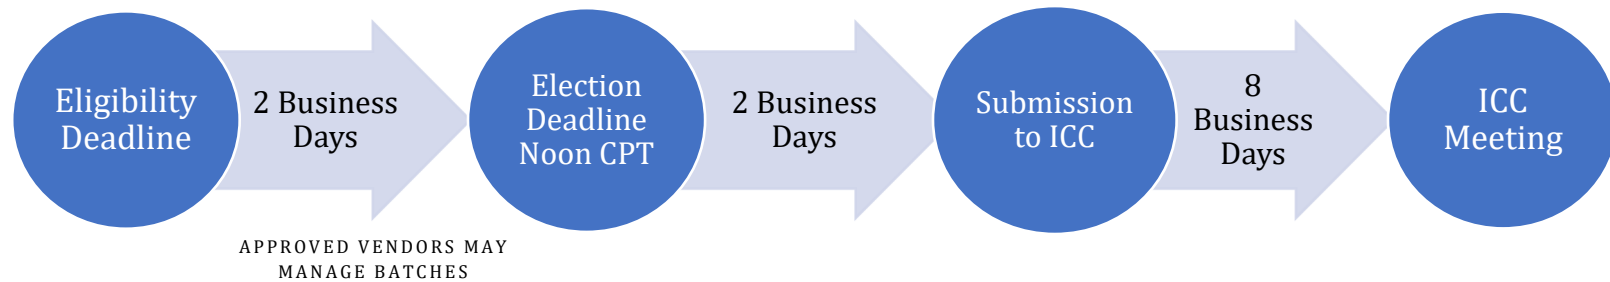 Eligibility
Deadline
2 Business
Days
Election
Deadline
Noon CPT
2 Business
Days
Submission
to ICC
8
Business
Days
ICC
Meeting
APPROVED VENDORS MAY
MANAGE BATCHES